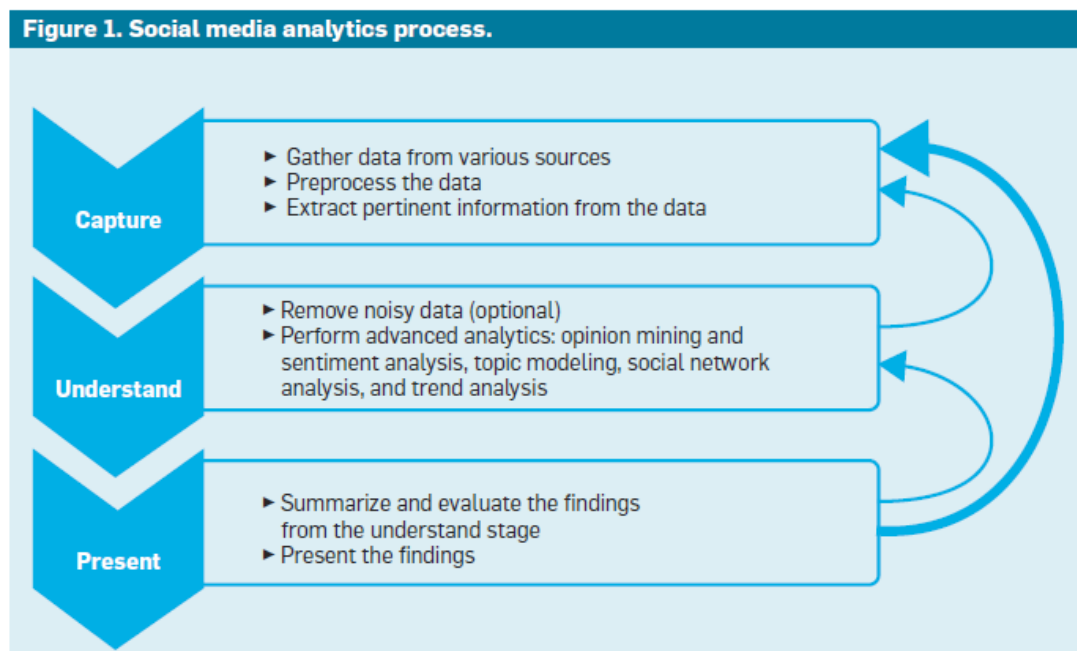 Figure 1. Social media analytics process.
Capture
► Gather data from various sources
► Preprocess the data
► Extract pertinent information from the data
Understand
► Remove noisy data (optional)
► Perform advanced analytics: opinion mining and
sentiment analysis, topic modeling, social network
analysis, and trend analysis
Present
► Summarize and evaluate the findings
from the understand stage
► Present the findings